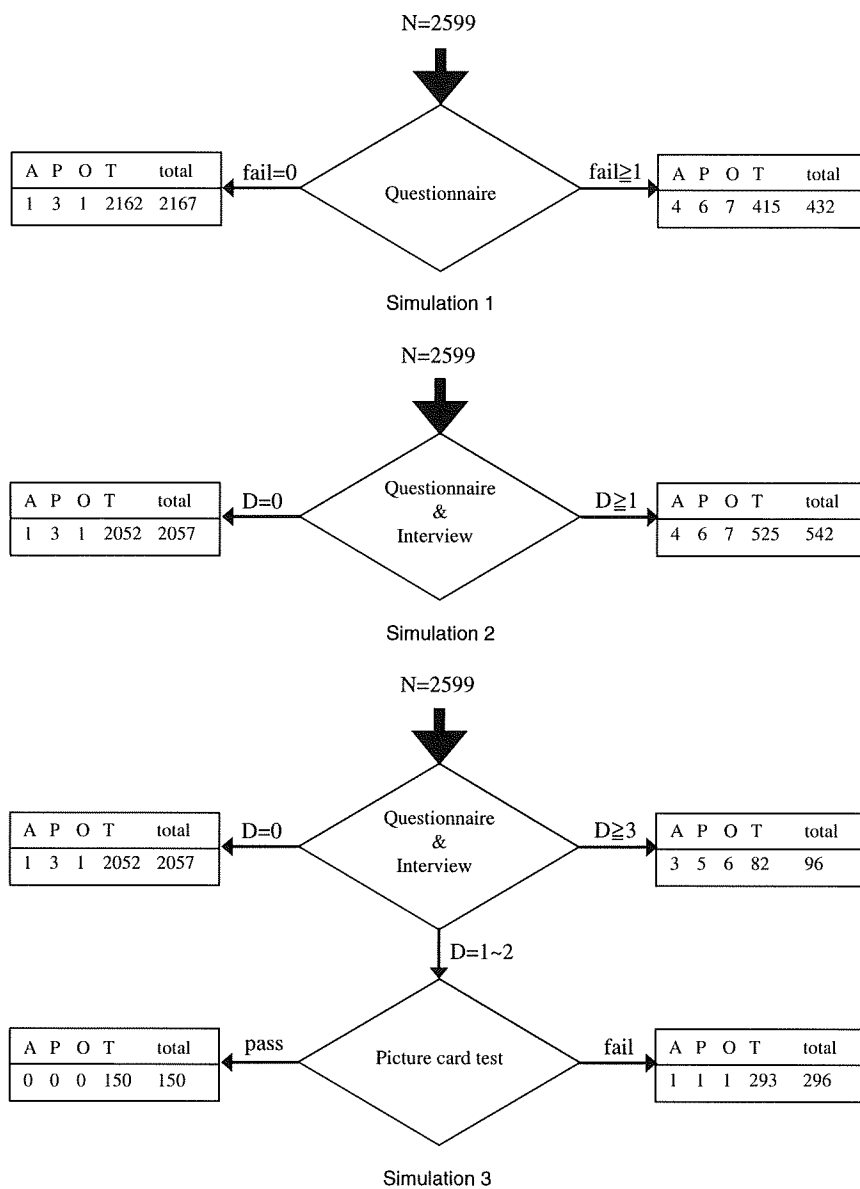 N=2599
fail=0
fail≧1
A P O T total
1 3 1 2162 2167
Questionnaire
A P O T total
4 6 7 415 432
Simulation 1
N=2599
D=0
D≧1
A P O T total
1 3 1 2052 2057
Questionnaire
&
Interview
A P O T total
4 6 7 525 542
Simulation 2
N=2599
D=0
D≧3
A P O T total
1 3 1 2052 2057
Questionnaire
&
Interview
A P O T total
3 5 6 82 96
D=1~2
pass
fail
A P O T total
0 0 0 150 150
Picture card test
A P O T total
1 1 1 293 296
Simulation 3